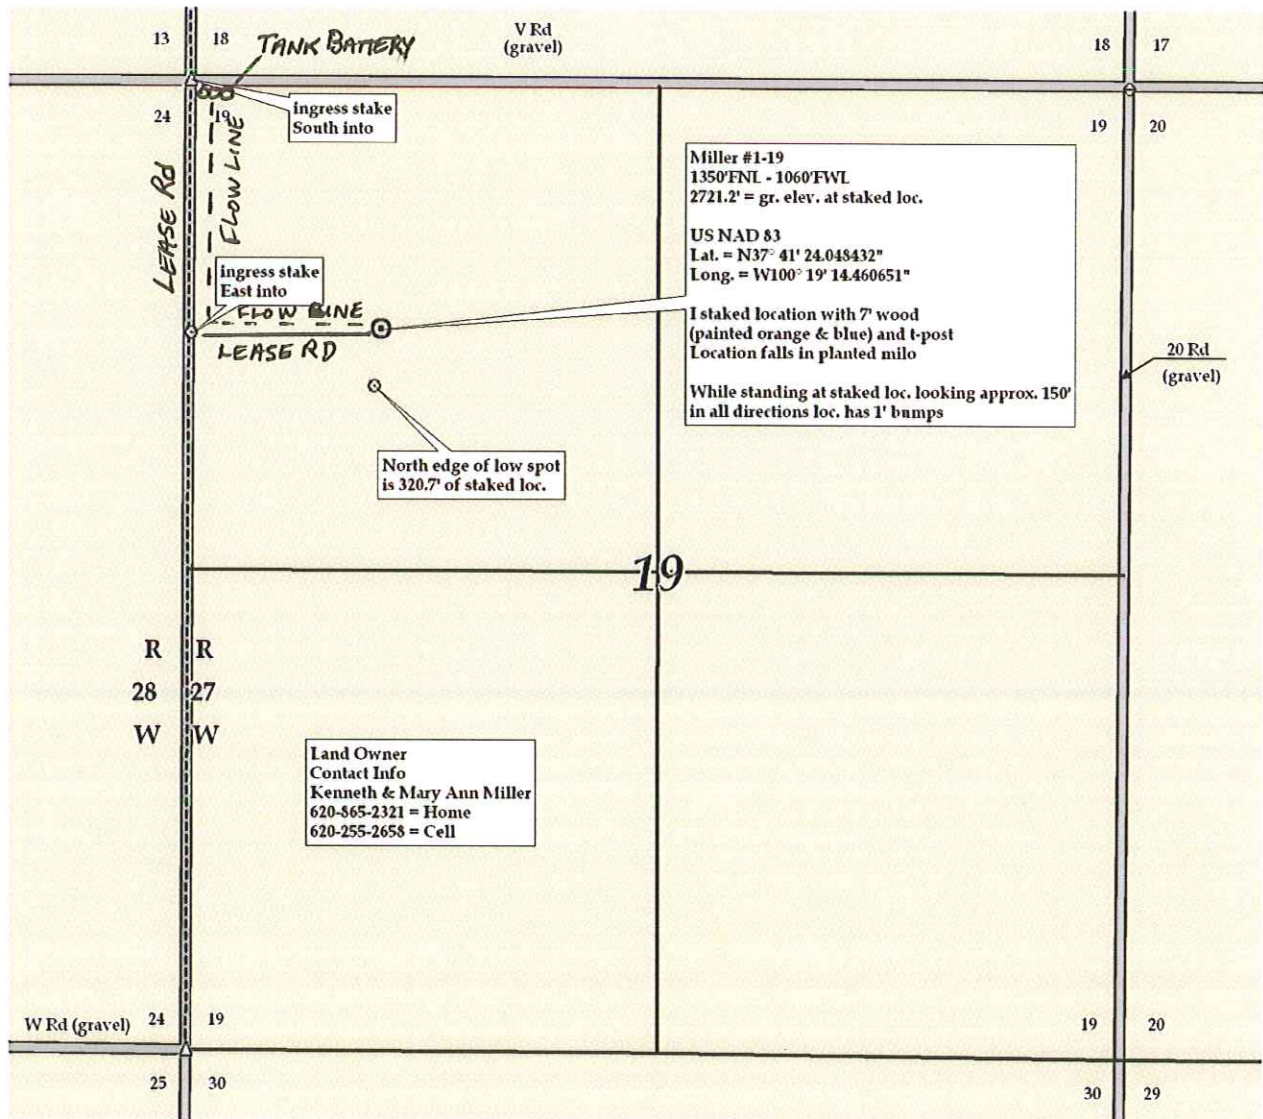 13
18
TANK BATTERY
V Rd
(gravel)
18
17
24
19
ingress stake
South into
19
20
LEASE Rd
FLOW LINE
Miller #1-19
1350'FNL - 1060'FWL
2721.2' = gr. elev. at staked loc.
US NAD 83
Lat. = N37° 41' 24.048432"
Long. = W100° 19' 14.460651"
I staked location with 7' wood
(painted orange & blue) and t-post
Location falls in planted milo
While standing at staked loc. looking approx. 150'
in all directions loc. has 1' bumps
ingress stake
East into
FLOW LINE
LEASE RD
20 Rd
(gravel)
North edge of low spot
is 320.7' of staked loc.
19
R R
28 27
W W
Land Owner
Contact Info
Kenneth & Mary Ann Miller
620-865-2321 = Home
620-255-2658 = Cell
W Rd (gravel)
24
19
19
20
25
30
30
29